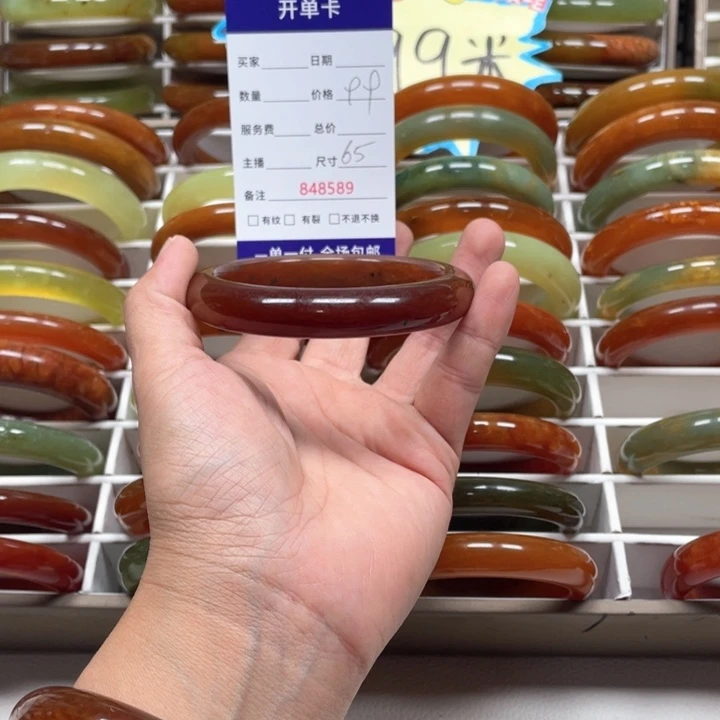 开单卡
99米
买家 日期
数量 价格 99
服务费 总价
主播 尺寸 65
备注 848589
□有纹 □有裂 □不退不换
一单一付 全场包邮